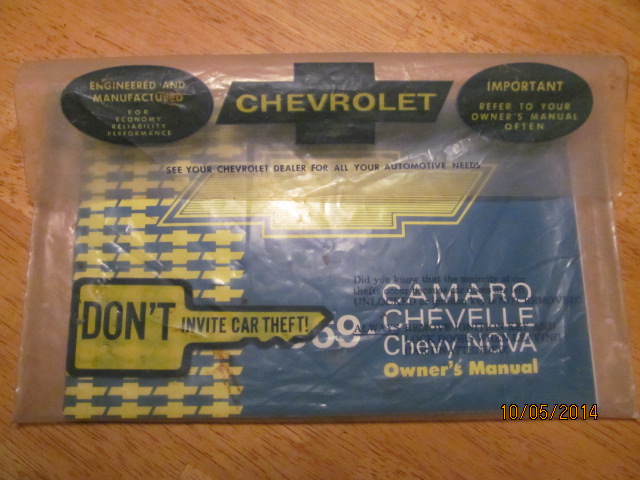 ENGINEERED AND
MANUFACTURED
FOR
ECONOMY
RELIABILITY
PERFORMANCE
CHEVROLET
IMPORTANT
REFER TO YOUR
OWNER'S MANUAL
OFTEN
SEE YOUR CHEVROLET DEALER FOR ALL YOUR AUTOMOTIVE NEEDS
DON'T INVITE CAR THEFT!
Did you know that the majority of car
69
CAMARO
CHEVELLE
Chevy NOVA
Owner's Manual
10/05/2014